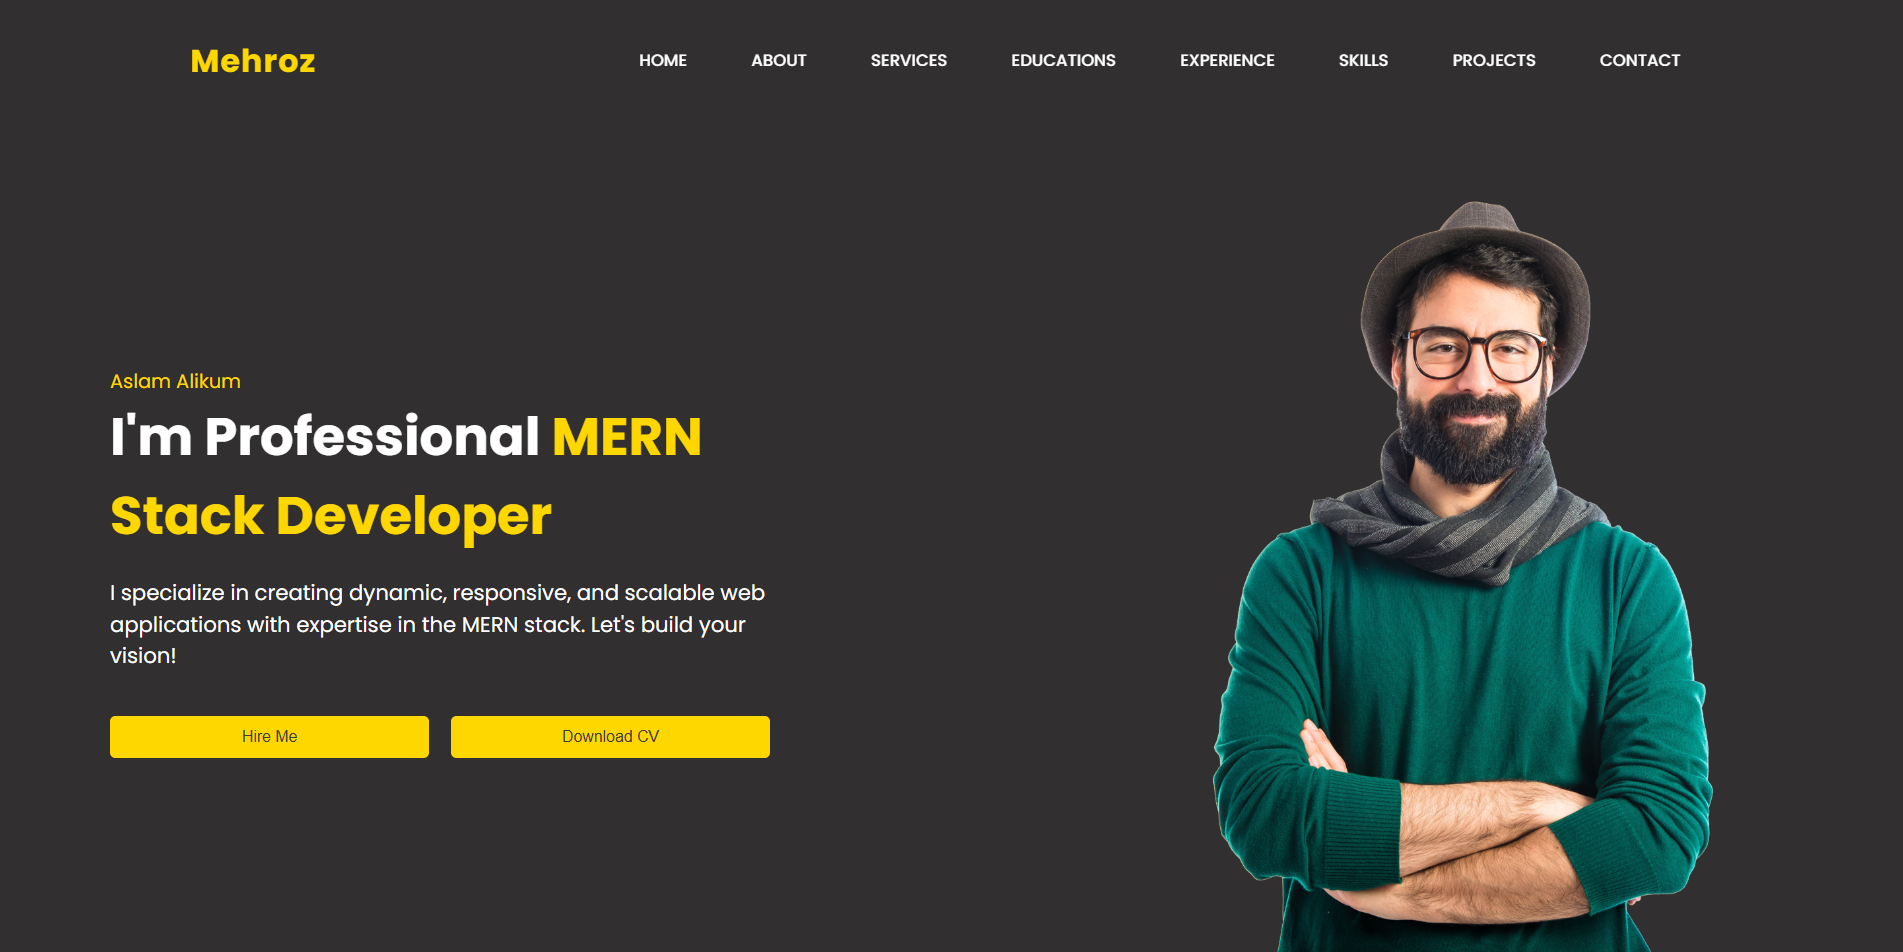 Mehroz
HOME ABOUT SERVICES EDUCATIONS EXPERIENCE SKILLS PROJECTS CONTACT
Aslam Alikum
I'm Professional MERN
Stack Developer
I specialize in creating dynamic, responsive, and scalable web
applications with expertise in the MERN stack. Let's build your
vision!
Hire Me Download CV